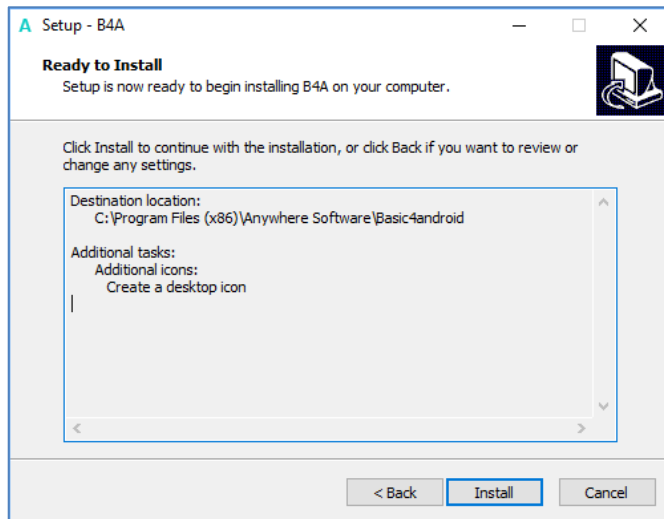 A Setup - B4A
Ready to Install
Setup is now ready to begin installing B4A on your computer.
Click Install to continue with the installation, or click Back if you want to review or
change any settings.
Destination location:
C:\Program Files (x86)\Anywhere Software\Basic4android
Additional tasks:
Additional icons:
Create a desktop icon
< Back
Install
Cancel